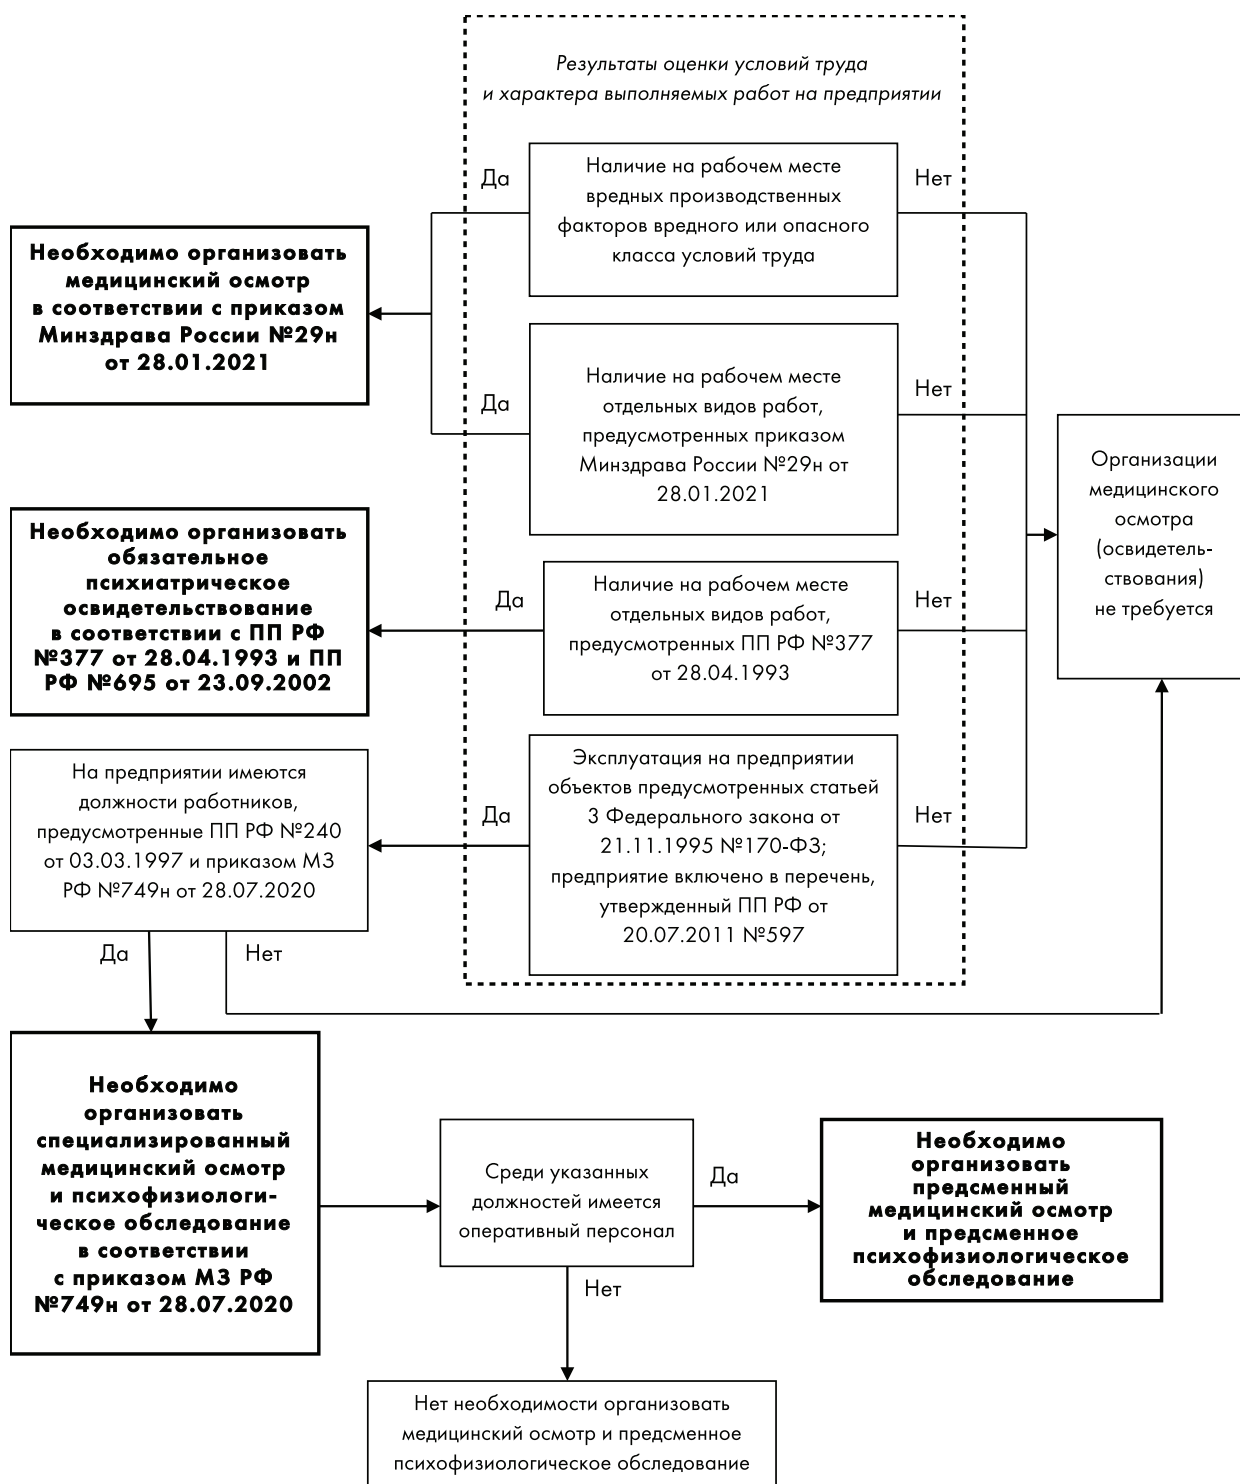 Результаты оценки условий труда
и характера выполняемых работ на предприятии
Да
Наличие на рабочем месте
вредных производственных
факторов вредного или опасного
класса условий труда
Нет
Необходимо организовать
медицинский осмотр
в соответствии с приказом
Минздрава России №29н
от 28.01.2021
Да
Наличие на рабочем месте
отдельных видов работ,
предусмотренных приказом
Минздрава России №29н от
28.01.2021
Нет
Организации
медицинского
осмотра
(освидетель-
ствования)
не требуется
Необходимо организовать
обязательное
психиатрическое
освидетельствование
в соответствии с ПП РФ
№377 от 28.04.1993 и ПП
РФ №695 от 23.09.2002
Да
Наличие на рабочем месте
отдельных видов работ,
предусмотренных ПП РФ №377
от 28.04.1993
Нет
На предприятии имеются
должности работников,
предусмотренные ПП РФ №240
от 03.03.1997 и приказом МЗ
РФ №749н от 28.07.2020
Да
Эксплуатация на предприятии
объектов предусмотренных статьей
3 Федерального закона от
21.11.1995 №170-ФЗ;
предприятие включено в перечень,
утвержденный ПП РФ от
20.07.2011 №597
Нет
Да
Нет
Необходимо
организовать
специализированный
медицинский осмотр
и психофизиологи-
ческое обследование
в соответствии
с приказом МЗ РФ
№749н от 28.07.2020
Среди указанных
должностей имеется
оперативный персонал
Да
Необходимо
организовать
предсменный
медицинский осмотр
и предсменное
психофизиологическое
обследование
Нет
Нет необходимости организовать
медицинский осмотр и предсменное
психофизиологическое обследование